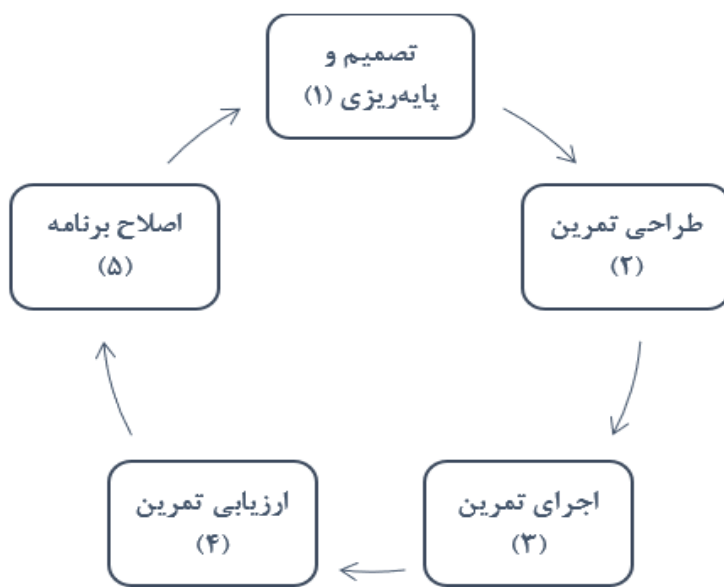 تصمیم و
پایه‌ریزی (۱)
طراحی تمرین
(۲)
اجرای تمرین
(۳)
ارزیابی تمرین
(۴)
اصلاح برنامه
(۵)